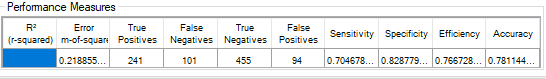 Performance Measures
R² Error True False True False Sensitivity Specificity Efficiency Accuracy
(r-squared) m-of-square Positives Negatives Negatives Positives
0.218855... 241 101 455 94 0.704678... 0.828779... 0.766728... 0.781144...